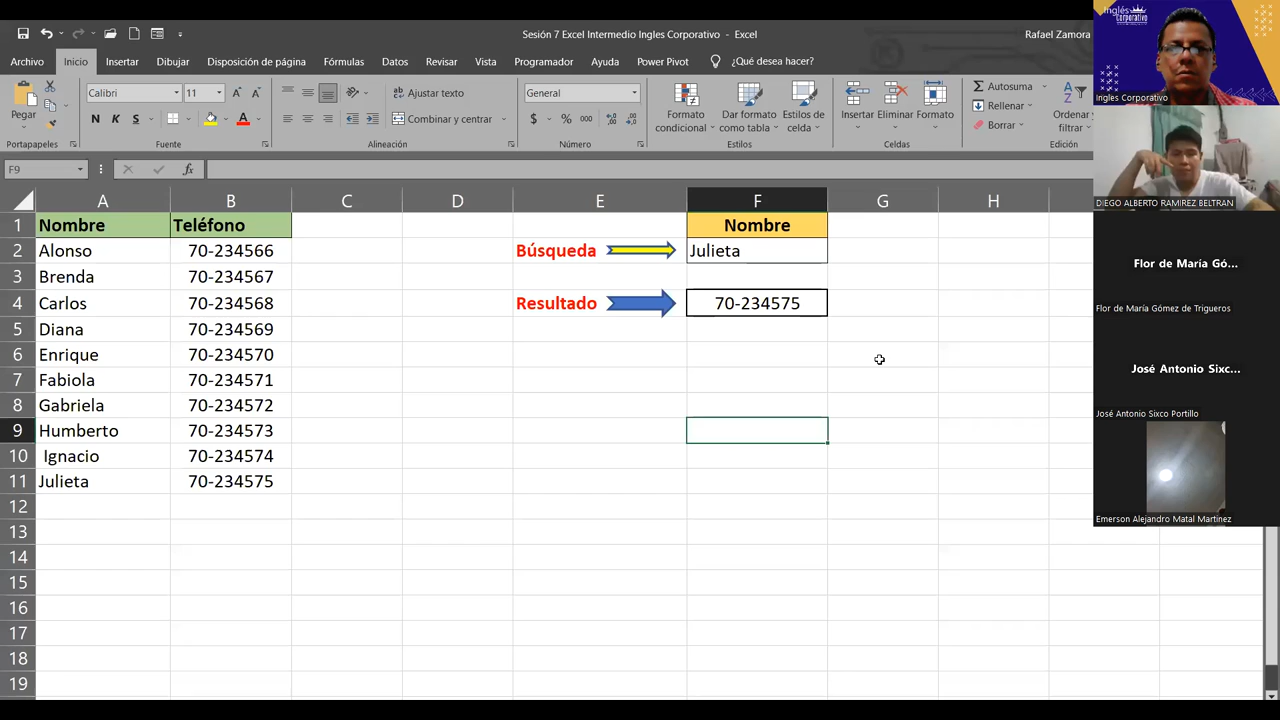 Sesión 7 Excel Intermedio Ingles Corporativo - Excel
Rafael Zamora
Archivo Inicio Insertar Dibujar Disposición de página Fórmulas Datos Revisar Vista Programador Ayuda Power Pivot ¿Qué desea hacer?
Pegar
Calibri 11
N K S
Ajustar texto
Combinar y centrar
General
$ % 000
Formato condicional
Dar formato como tabla
Estilos de celda
Insertar Eliminar Formato
Autosuma
Rellenar
Borrar
Ordenar y filtrar
Portapapeles Fuente Alineación Número Estilos Celdas Edición
F9 fx
A B C D E F G H
1 Nombre Teléfono Nombre
2 Alonso 70-234566 Búsqueda Julieta
3 Brenda 70-234567
4 Carlos 70-234568 Resultado 70-234575
5 Diana 70-234569
6 Enrique 70-234570
7 Fabiola 70-234571
8 Gabriela 70-234572
9 Humberto 70-234573
10 Ignacio 70-234574
11 Julieta 70-234575
12
13
14
15
16
17
18
19
Inglés Corporativo
Ingles Corporativo
DIEGO ALBERTO RAMIREZ BELTRAN
Flor de María Gó...
Flor de María Gómez de Trigueros
José Antonio Sixc...
José Antonio Sixco Portillo
Emerson Alejandro Matal Martinez